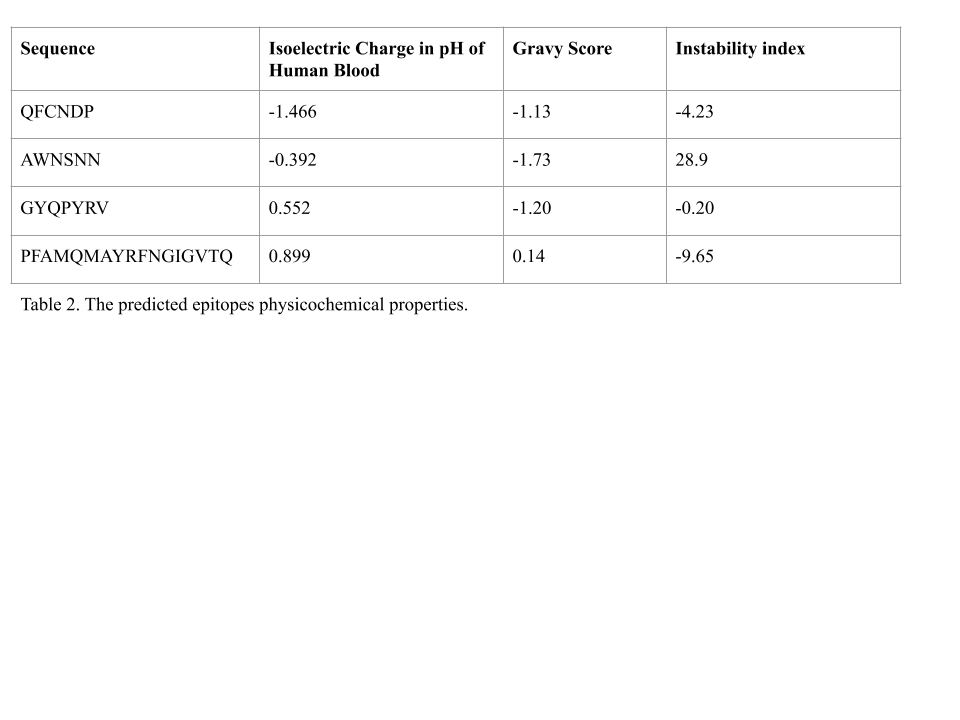 Sequence Isoelectric Charge in pH of Human Blood Gravy Score Instability index
QFCNDP -1.466 -1.13 -4.23
AWNSNN -0.392 -1.73 28.9
GYQPYRV 0.552 -1.20 -0.20
PFAMQMAYRFNGIGVTQ 0.899 0.14 -9.65
Table 2. The predicted epitopes physicochemical properties.